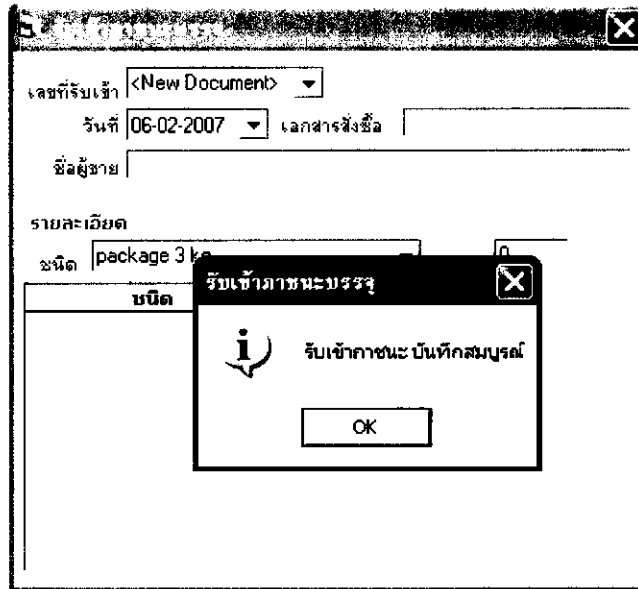 เลขที่รับเข้า <New Document>
วันที่ 06-02-2007 เอกสารสั่งซื้อ
ชื่อผู้ขาย
รายละเอียด
ชนิด package 3 kg 0
ชนิด
รับเข้าภาชนะบรรจุ
รับเข้าภาชนะ บันทึกสมบูรณ์
OK